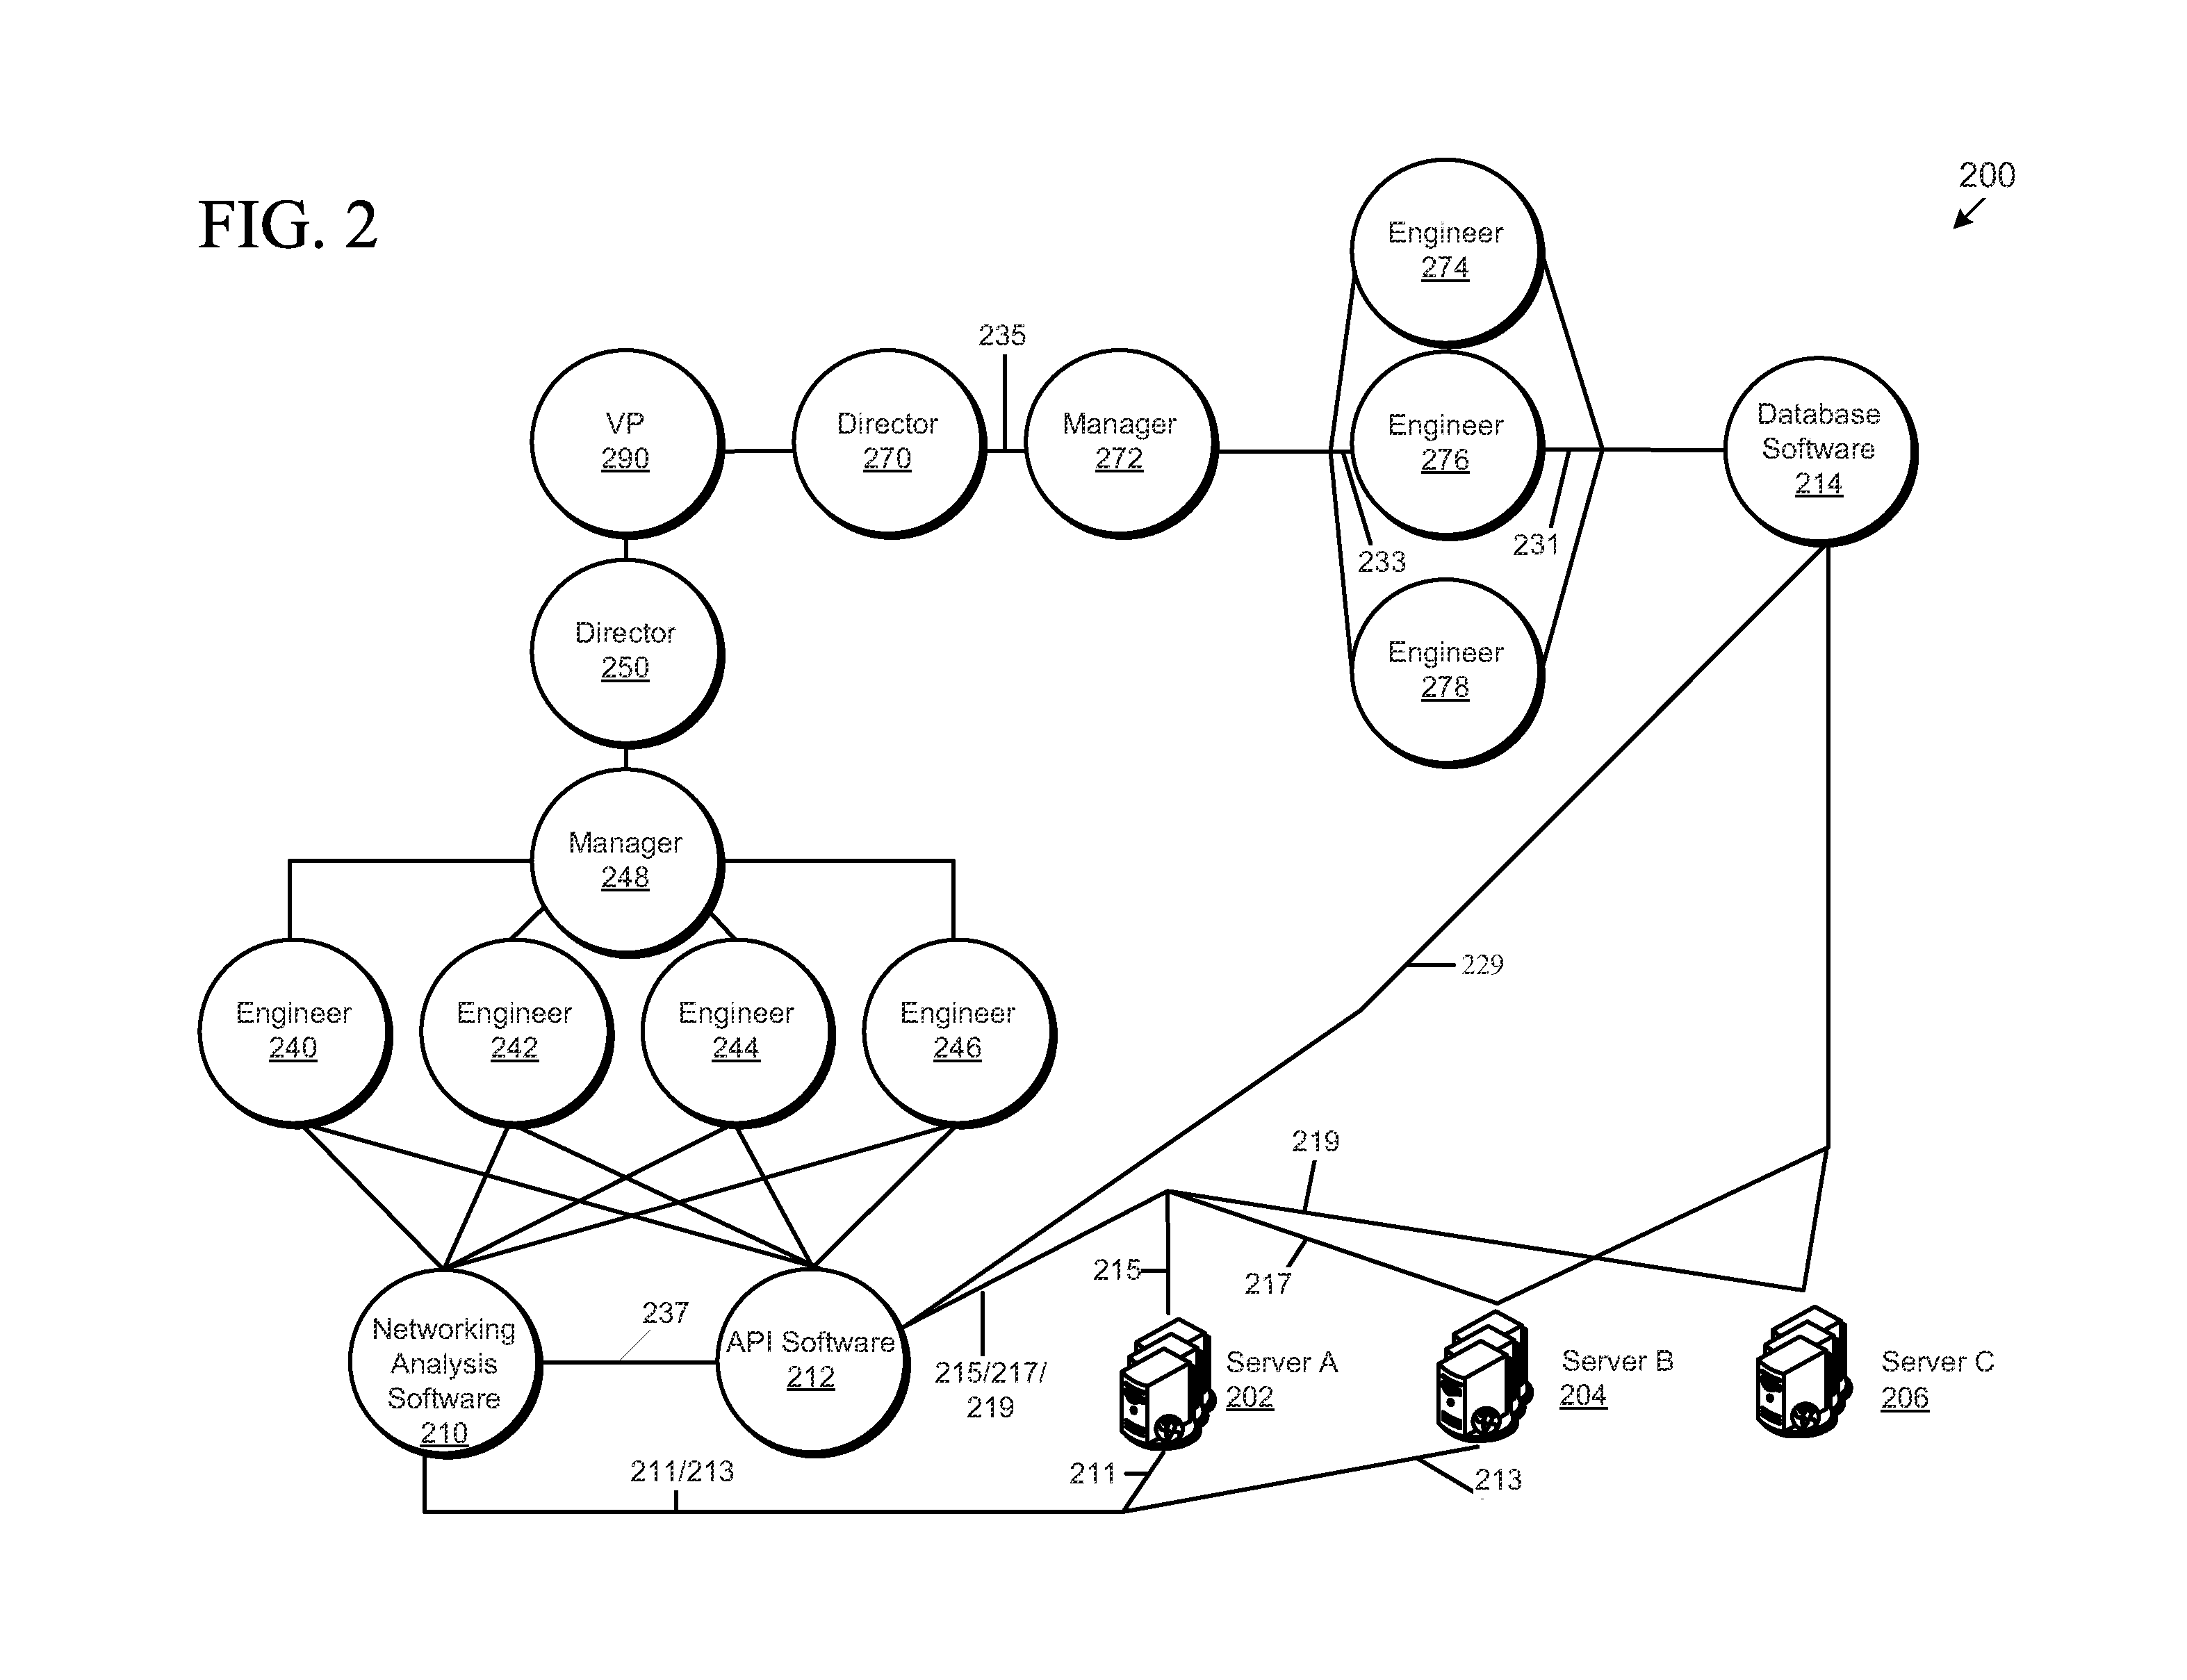 200
FIG. 2
Engineer
274
235
VP
290
Director
270
Manager
272
Engineer
276
Database
Software
214
233
231
Director
250
Engineer
278
Manager
248
229
Engineer
240
Engineer
242
Engineer
244
Engineer
246
219
215
217
237
Networking
Analysis
Software
210
API Software
212
215/217/
219
Server A
202
Server B
204
Server C
206
211/213
211
213